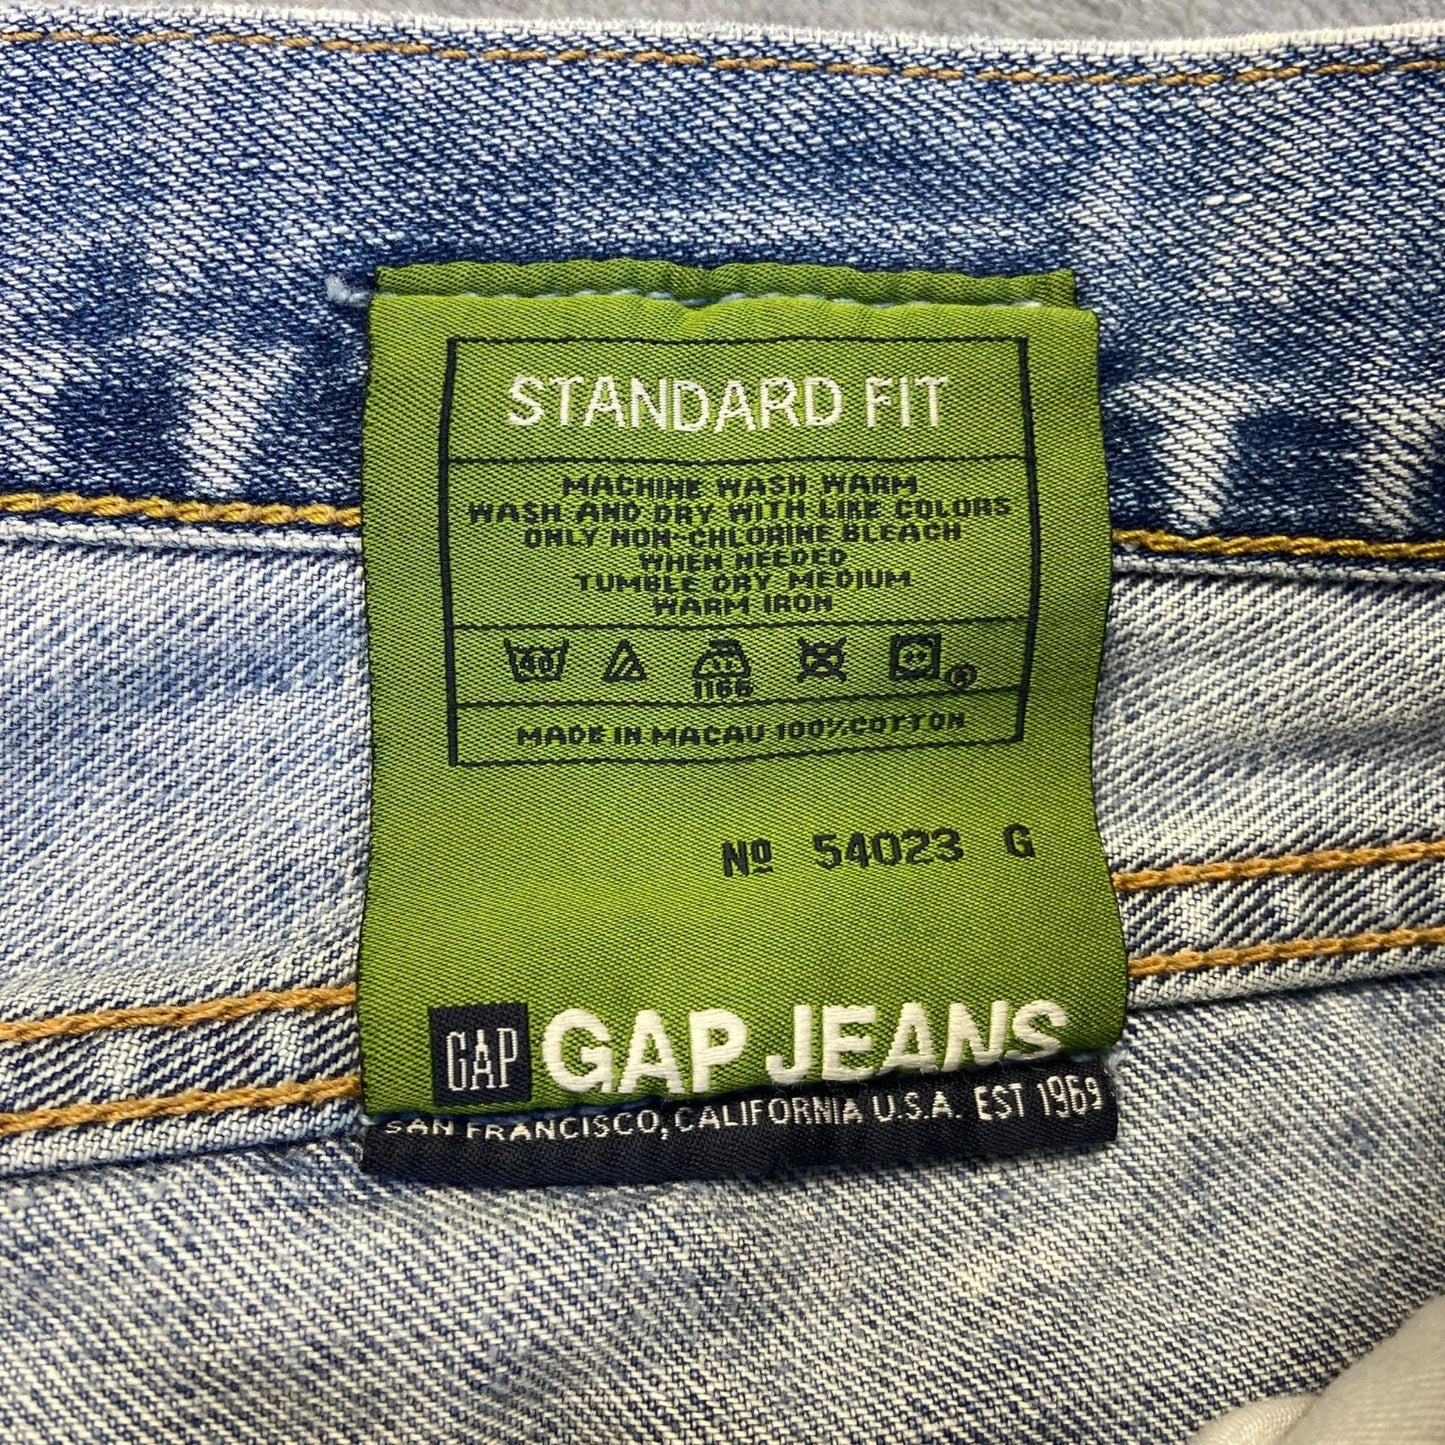 STANDARD FIT
MACHINE WASH WARM
WASH AND DRY WITH LIKE COLORS
ONLY NON-CHLORINE BLEACH
WHEN NEEDED
TUMBLE DRY MEDIUM
WARM IRON
40
1166
MADE IN MACAU 100% COTTON
Nº 54023 G
GAP GAP JEANS
SAN FRANCISCO, CALIFORNIA U.S.A. EST 1969